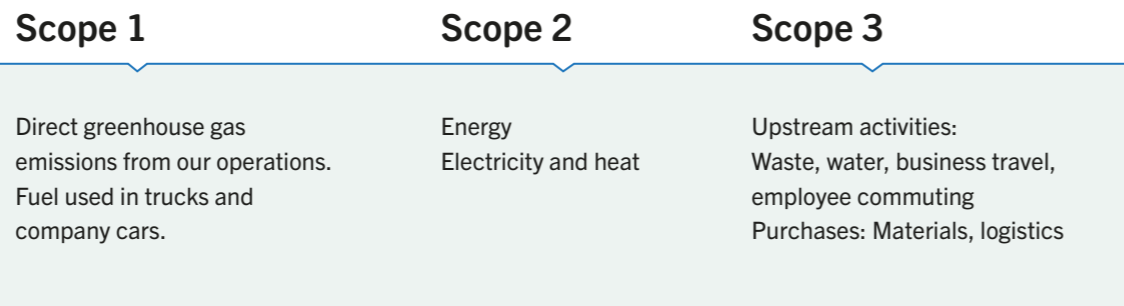 Scope 1
Direct greenhouse gas
emissions from our operations.
Fuel used in trucks and
company cars.
Scope 2
Energy
Electricity and heat
Scope 3
Upstream activities:
Waste, water, business travel,
employee commuting
Purchases: Materials, logistics